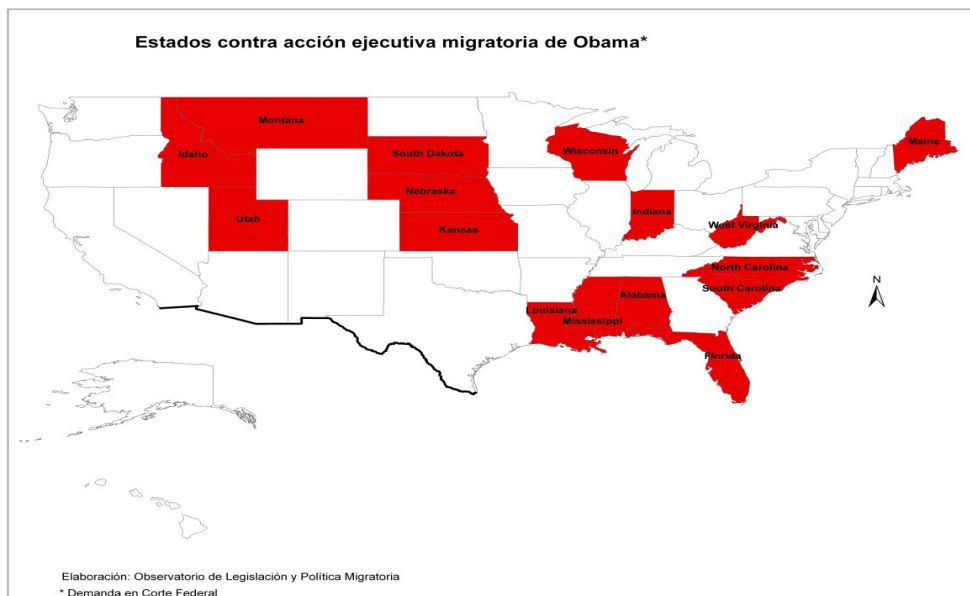 Estados contra acción ejecutiva migratoria de Obama*
Montana
Maine
Idaho
Wisconsin
South Dakota
Nebraska
Indiana
Utah
West Virginia
Kansas
North Carolina
N
South Carolina
Alabama
Louisiana
Mississippi
Florida
Elaboración: Observatorio de Legislación y Política Migratoria
* Demanda en Corte Federal